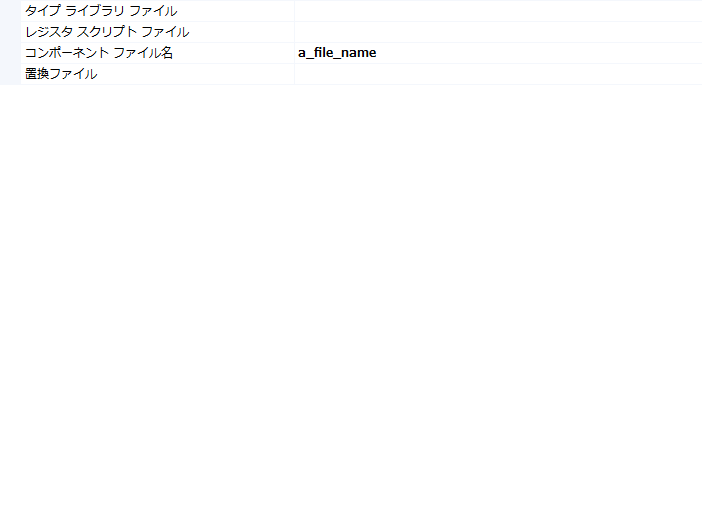 タイプ ライブラリ ファイル
レジスタ スクリプト ファイル
コンポーネント ファイル名 a_file_name
置換ファイル